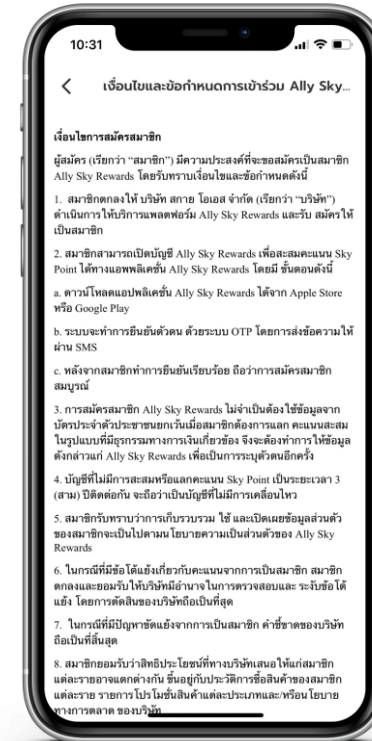 10:31
เงื่อนไขและข้อกำหนดการเข้าร่วม Ally Sky...
เงื่อนไขการสมัครสมาชิก
ผู้สมัคร (เรียกว่า “สมาชิก”) มีความประสงค์ที่จะขอสมัครเป็นสมาชิก
Ally Sky Rewards โดยรับทราบเงื่อนไขและข้อกำหนดดังนี้
1. สมาชิกตกลงให้ บริษัท สกาย โอเอส จำกัด (เรียกว่า “บริษัท”)
ดำเนินการให้บริการแพลตฟอร์ม Ally Sky Rewards และรับ สมัครให้
เป็นสมาชิก
2. สมาชิกสามารถเปิดบัญชี Ally Sky Rewards เพื่อสะสมคะแนน Sky
Point ได้ทางแอพพลิเคชั่น Ally Sky Rewards โดยมี ขั้นตอนดังนี้
a. ดาวน์โหลดแอปพลิเคชั่น Ally Sky Rewards ได้จาก Apple Store
หรือ Google Play
b. ระบบจะทำการยืนยันตัวตน ด้วยระบบ OTP โดยการส่งข้อความให้
ผ่าน SMS
c. หลังจากสมาชิกทำการยืนยันเรียบร้อย ถือว่าการสมัครสมาชิก
สมบูรณ์
3. การสมัครสมาชิก Ally Sky Rewards ไม่จำเป็นต้องใช้ข้อมูลจาก
บัตรประจำตัวประชาชนยกเว้นเมื่อสมาชิกต้องการแลก คะแนนสะสม
ในรูปแบบที่มีธุรกรรมทางการเงินเกี่ยวข้อง จึงจะต้องทำการให้ข้อมูล
ดังกล่าวแก่ Ally Sky Rewards เพื่อเป็นการระบุตัวตนอีกครั้ง
4. บัญชีที่ไม่มีการสะสมหรือแลกคะแนน Sky Point เป็นระยะเวลา 3
(สาม) ปีติดต่อกัน จะถือว่าเป็นบัญชีที่ไม่มีการเคลื่อนไหว
5. สมาชิกรับทราบว่าการเก็บรวบรวม ใช้ และเปิดเผยข้อมูลส่วนตัว
ของสมาชิกจะเป็นไปตามนโยบายความเป็นส่วนตัวของ Ally Sky
Rewards
6. ในกรณีที่มีข้อโต้แย้งเกี่ยวกับคะแนนจากการเป็นสมาชิก สมาชิก
ตกลงและยอมรับให้บริษัทมีอำนาจในการตรวจสอบและ ระงับข้อโต้
แย้ง โดยการตัดสินของบริษัทถือเป็นที่สุด
7. ในกรณีที่มีปัญหาขัดแย้งจากการเป็นสมาชิก คำชี้ขาดของบริษัท
ถือเป็นที่สิ้นสุด
8. สมาชิกยอมรับว่าสิทธิประโยชน์ที่ทางบริษัทเสนอให้แก่สมาชิก
แต่ละรายอาจแตกต่างกัน ขึ้นอยู่กับประวัติการซื้อสินค้าของสมาชิก
แต่ละราย รายการโปรโมชั่นสินค้าแต่ละประเภทและ/หรือนโยบาย
ทางการตลาด ของบริษัท